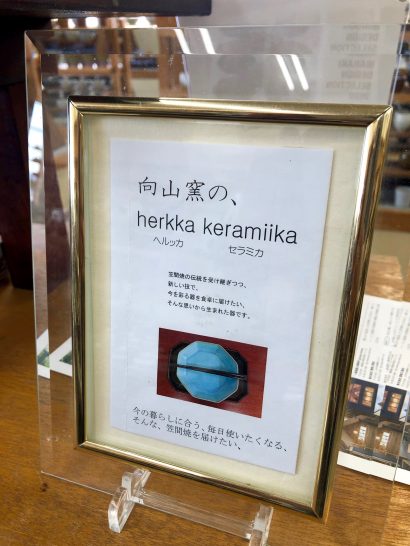 向山窯の、
herkka keramiika
ヘルッカ セラミカ
笠間焼の伝統を受け継ぎつつ、
新しい技で、
今を彩る器を食卓に届けたい、
そんな思いから生まれた器です。
今の暮らしに合う、毎日使いたくなる、
そんな、笠間焼を届けたい、